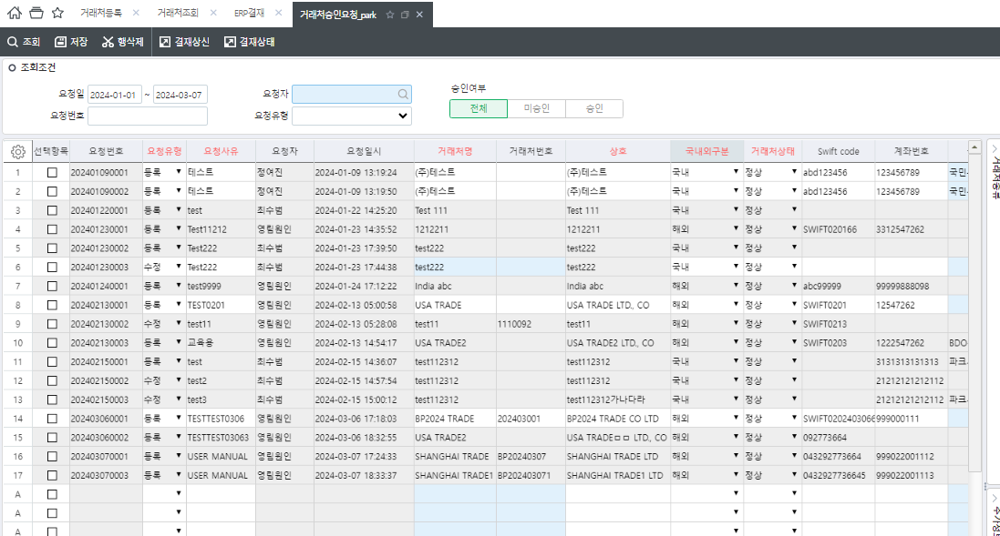 거래처등록 거래처조회 ERP결재 거래처승인요청_park
조회 저장 행삭제 결재상신 결재상태
조회조건
요청일 2024-01-01 ~ 2024-03-07 요청자 승인여부
요청번호 요청유형 전체 미승인 승인
선택항목 요청번호 요청유형 요청사유 요청자 요청일시 거래처명 거래처번호 상호 국내외구분 거래처상태 Swift code 계좌번호
1 202401090001 등록 테스트 정여진 2024-01-09 13:19:24 (주)테스트 (주)테스트 국내 정상 abd123456 123456789 국민
2 202401090002 등록 테스트 정여진 2024-01-09 13:19:50 (주)테스트 (주)테스트 국내 정상 abd123456 123456789 국민
3 202401220001 등록 test 최수범 2024-01-22 14:25:20 Test 111 Test 111 국내 정상
4 202401230001 등록 Test11212 영림원인 2024-01-23 14:35:52 1212211 1212211 해외 정상 SWIFT020166 3312547262
5 202401230002 등록 Test222 최수범 2024-01-23 17:39:50 test222 test222 국내 정상
6 202401230003 수정 Test222 최수범 2024-01-23 17:44:38 test222 test222 국내 정상
7 202401240001 등록 test9999 영림원인 2024-01-24 17:12:22 India abc India abc 해외 정상 abc99999 99999888098
8 202402130001 등록 TEST0201 영림원인 2024-02-13 05:00:58 USA TRADE USA TRADE LTD., CO 해외 정상 SWIFT0201 12547262
9 202402130002 수정 test11 영림원인 2024-02-13 05:28:08 test11 1110092 test11 해외 정상 SWIFT0213
10 202402130003 등록 교육용 영림원인 2024-02-13 14:54:17 USA TRADE2 USA TRADE2 LTD., CO 해외 정상 SWIFT0203 1222547262 BDO
11 202402150001 등록 test 최수범 2024-02-15 14:36:07 test112312 test112312 국내 정상 3131313131313 파크
12 202402150002 수정 test2 최수범 2024-02-15 14:57:54 test112312 test112312 국내 정상 21212121212112
13 202402150003 수정 test3 최수범 2024-02-15 15:00:12 test112312 test112312가나다라 국내 정상 21212121212112 파크
14 202403060001 등록 TESTTEST0306 영림원인 2024-03-06 17:18:03 BP2024 TRADE 202403001 BP2024 TRADE CO LTD 해외 정상 SWIFT0202403066 999000111
15 202403060002 등록 TESTTEST03063 영림원인 2024-03-06 18:32:55 USA TRADE2 USA TRADEㅁㅁ LTD., CO 해외 정상 092773664
16 202403070001 등록 USER MANUAL 영림원인 2024-03-07 17:24:33 SHANGHAI TRADE BP20240307 SHANGHAI TRADE LTD 해외 정상 043292773664 999022001112
17 202403070003 등록 USER MANUAL 영림원인 2024-03-07 18:33:37 SHANGHAI TRADE1 BP202403071 SHANGHAI TRADE1 LTD 해외 정상 0432927736645 999022001113
A
A
A
거래처종류